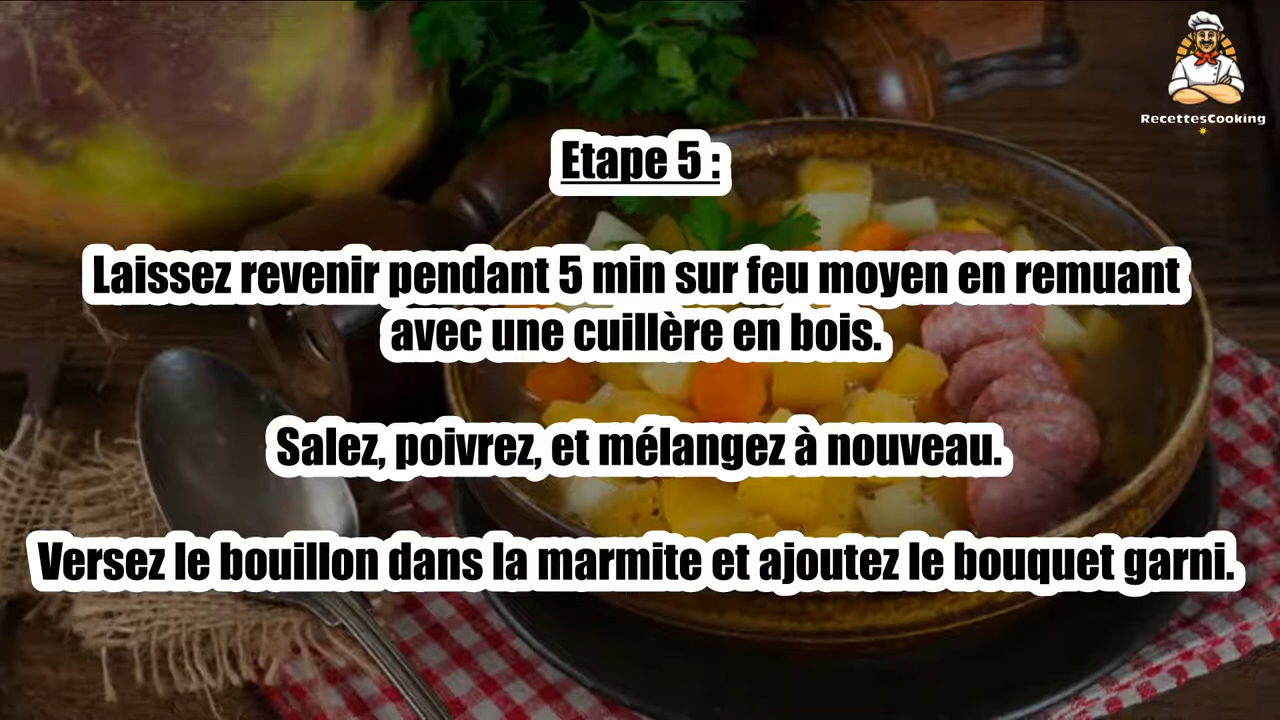 RecettesCooking
Etape 5 :
Laissez revenir pendant 5 min sur feu moyen en remuant
avec une cuillère en bois.
Salez, poivrez, et mélangez à nouveau.
Versez le bouillon dans la marmite et ajoutez le bouquet garni.